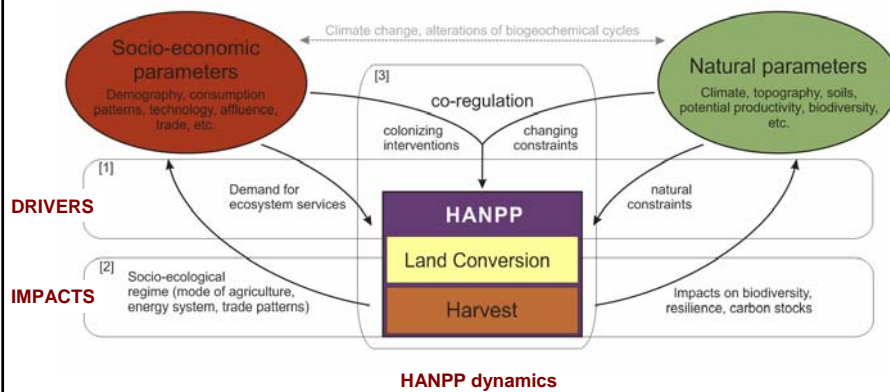 Climate change, alterations of biogeochemical cycles
Socio-economic
parameters
Demography, consumption
patterns, technology, affluence,
trade, etc.
Natural parameters
Climate, topography, soils,
potential productivity, biodiversity,
etc.
[3]
co-regulation
colonizing
interventions
changing
constraints
[1]
DRIVERS
Demand for
ecosystem services
natural
constraints
HANPP
Land Conversion
Harvest
[2]
IMPACTS
Socio-ecological
regime (mode of agriculture,
energy system, trade patterns)
Impacts on biodiversity,
resilience, carbon stocks
HANPP dynamics